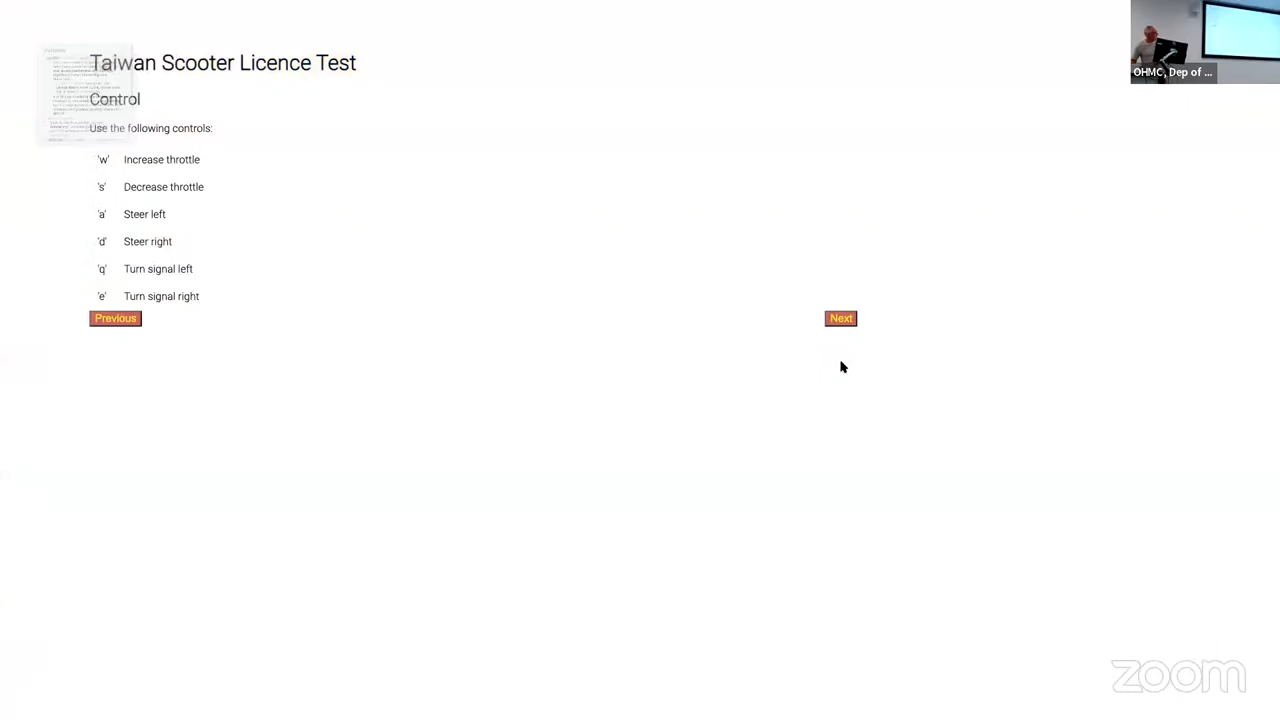 Taiwan Scooter Licence Test
Control
Use the following controls:
'w' Increase throttle
's' Decrease throttle
'a' Steer left
'd' Steer right
'q' Turn signal left
'e' Turn signal right
Previous
Next
OHMC, Dep of ...
zoom